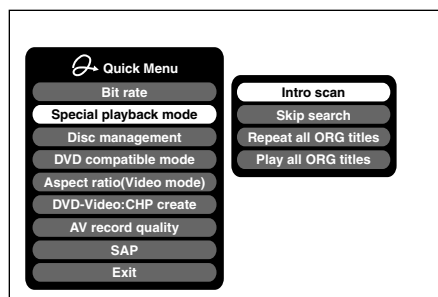 Quick Menu
Bit rate
Special playback mode
Disc management
DVD compatible mode
Aspect ratio(Video mode)
DVD-Video:CHP create
AV record quality
SAP
Exit
Intro scan
Skip search
Repeat all ORG titles
Play all ORG titles